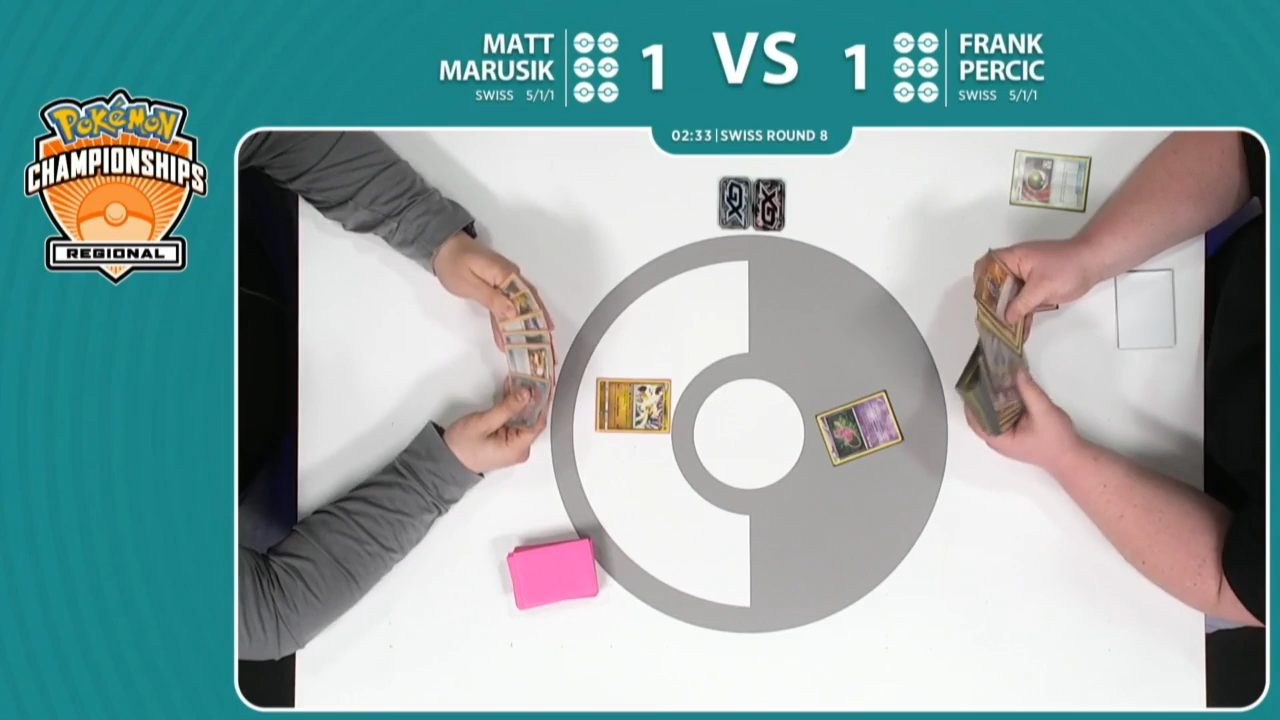 MATT
MARUSIK
SWISS 5/1/1
1
VS
1
FRANK
PERCIC
SWISS 5/1/1
02:33 | SWISS ROUND 8
POKéMON
CHAMPIONSHIPS
REGIONAL
GX
GX